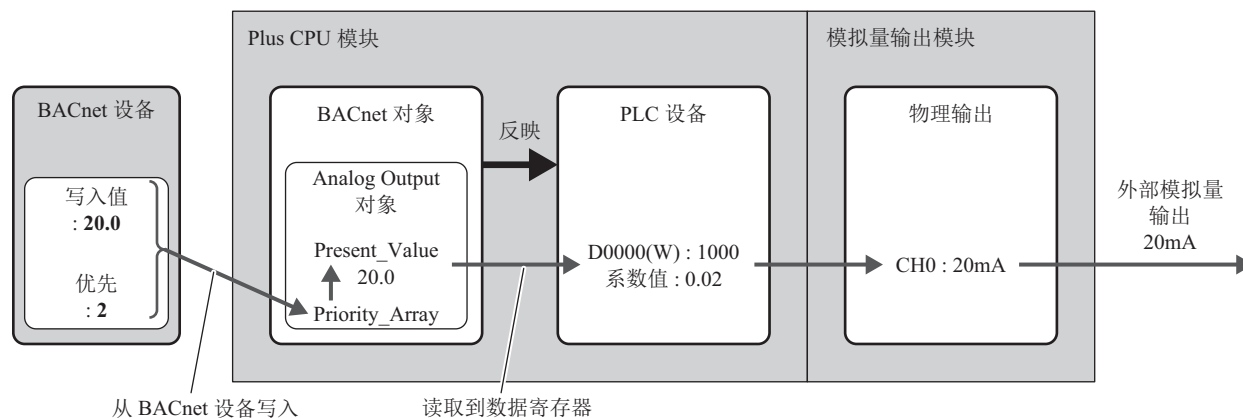 Plus CPU 模块
模拟量输出模块
BACnet 设备
写入值
: 20.0
优先
: 2
BACnet 对象
Analog Output
对象
Present_Value
20.0
Priority_Array
反映
PLC 设备
D0000(W) : 1000
系数值 : 0.02
物理输出
CH0 : 20mA
外部模拟量
输出
20mA
从 BACnet 设备写入
读取到数据寄存器